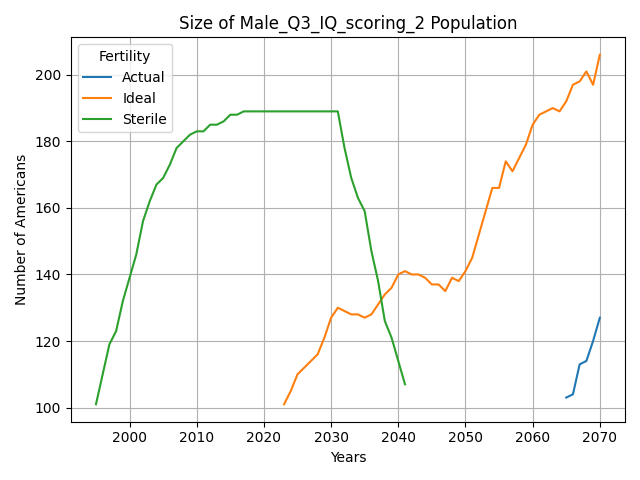 Size of Male_Q3_IQ_scoring_2 Population
Fertility
Actual
Ideal
Sterile
Number of Americans
200
180
160
140
120
100
2000
2010
2020
2030
2040
2050
2060
2070
Years